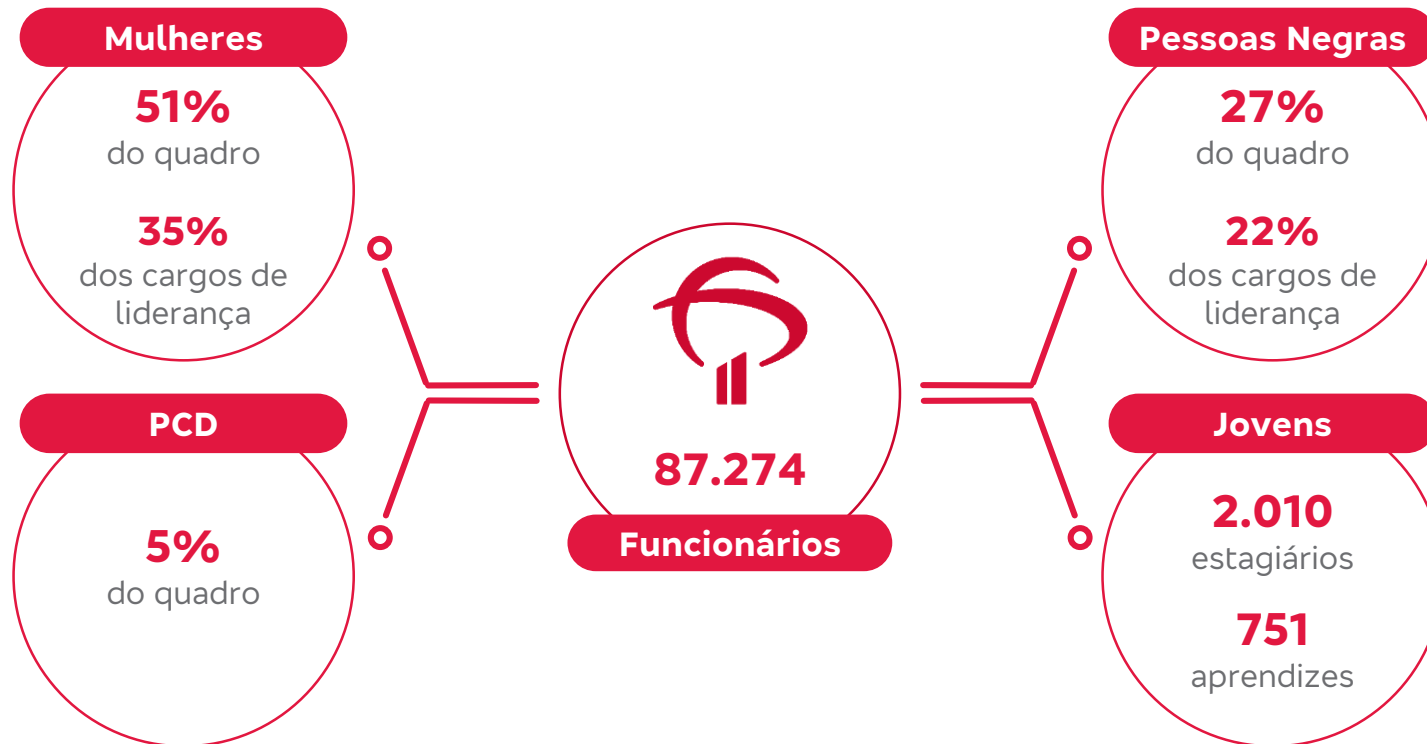 Mulheres
51%
do quadro
35%
dos cargos de
liderança
PCD
5%
do quadro
87.274
Funcionários
Pessoas Negras
27%
do quadro
22%
dos cargos de
liderança
Jovens
2.010
estagiários
751
aprendizes